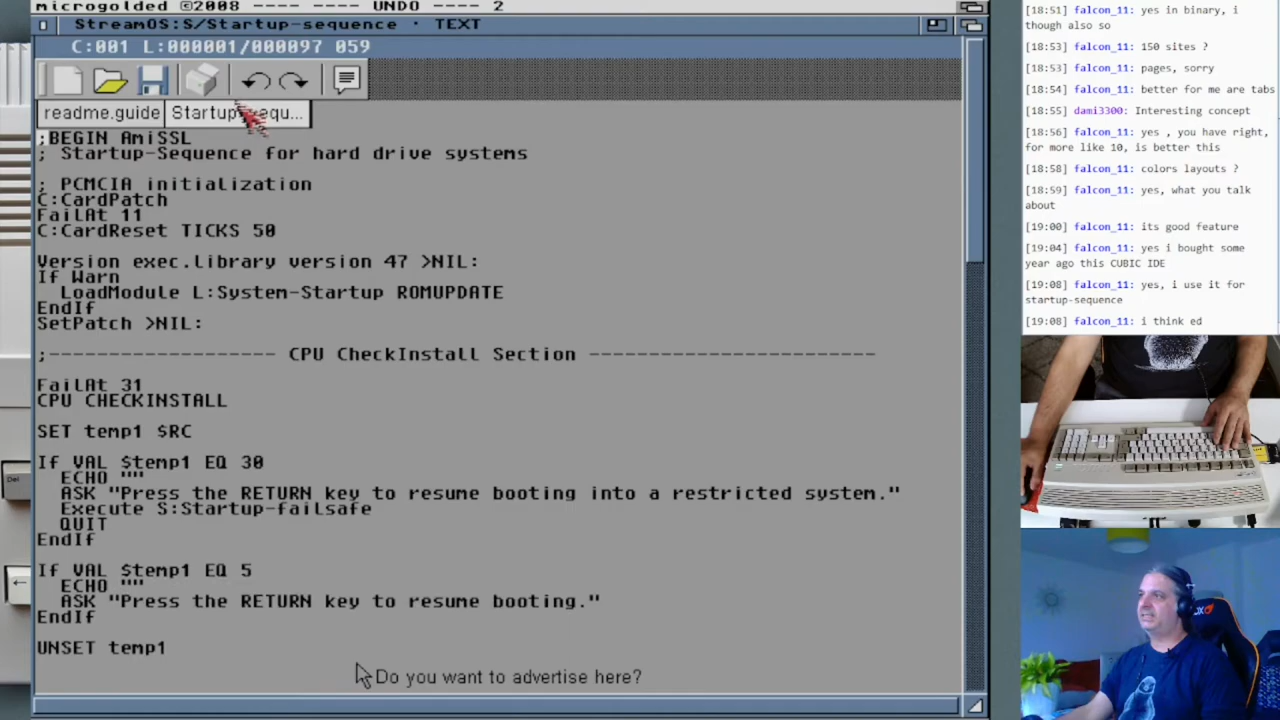 microgolded ©2008 ---- ---- UNDO ---- 2
StreamOS:S/Startup-sequence · TEXT
C:001 L:000001/000097 059
readme.guide
Startup-sequ...
;BEGIN AmiSSL
; Startup-Sequence for hard drive systems
; PCMCIA initialization
C:CardPatch
FailAt 11
C:CardReset TICKS 50
Version exec.library version 47 >NIL:
If Warn
LoadModule L:System-Startup ROMUPDATE
EndIf
SetPatch >NIL:
;------------------- CPU CheckInstall Section ------------------------
FailAt 31
CPU CHECKINSTALL
SET temp1 $RC
If VAL $temp1 EQ 30
ECHO ""
ASK "Press the RETURN key to resume booting into a restricted system."
Execute S:Startup-failsafe
QUIT
EndIf
If VAL $temp1 EQ 5
ECHO ""
ASK "Press the RETURN key to resume booting."
EndIf
UNSET temp1
Do you want to advertise here?
Del
[18:51] falcon_11: yes in binary, i
though also so
[18:53] falcon_11: 150 sites ?
[18:53] falcon_11: pages, sorry
[18:54] falcon_11: better for me are tabs
[18:55] dami3300: Interesting concept
[18:56] falcon_11: yes , you have right,
for more like 10, is better this
[18:58] falcon_11: colors layouts ?
[18:59] falcon_11: yes, what you talk
about
[19:00] falcon_11: its good feature
[19:04] falcon_11: yes i bought some
year ago this CUBIC IDE
[19:08] falcon_11: yes, i use it for
startup-sequence
[19:08] falcon_11: i think ed